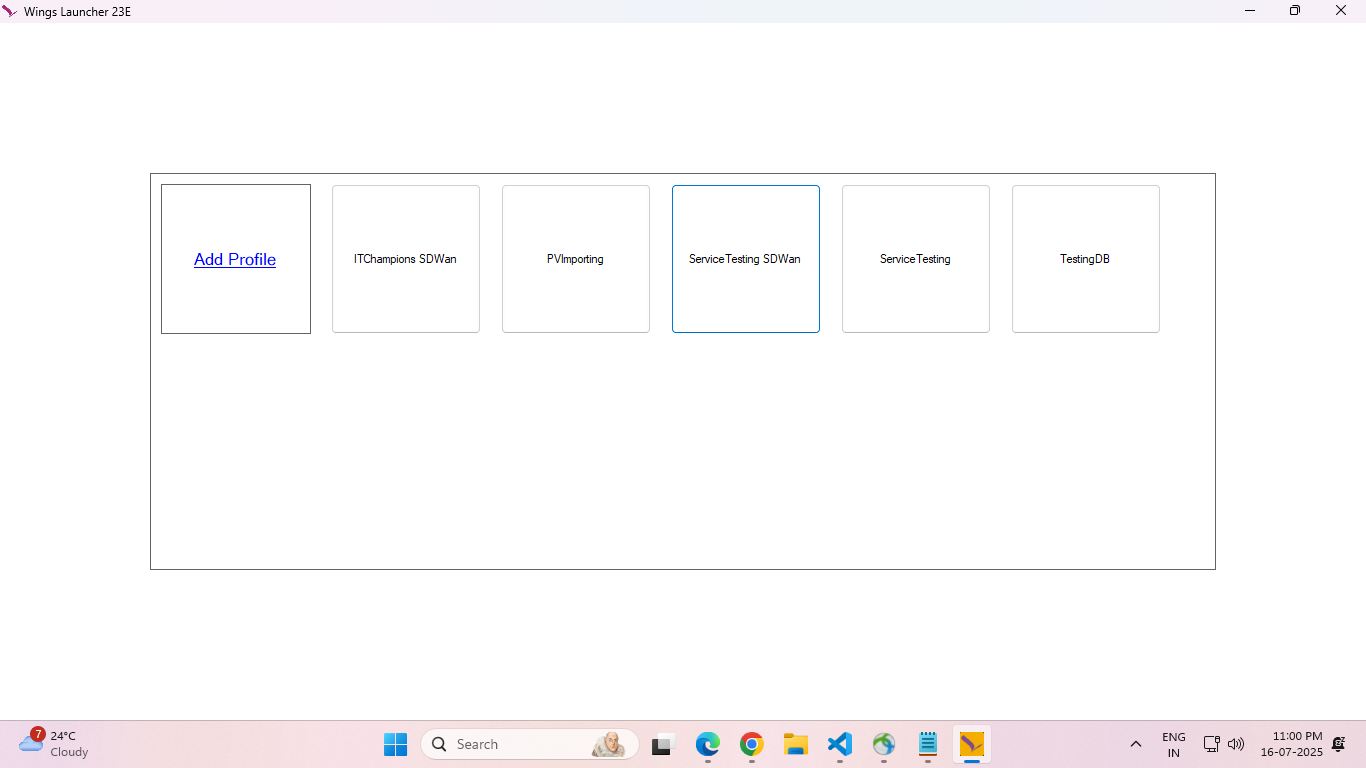 Wings Launcher 23E
Add Profile
ITChampions SDWan
PVImporting
ServiceTesting SDWan
ServiceTesting
TestingDB
7
24°C
Cloudy
Search
ENG
IN
11:00 PM
16-07-2025